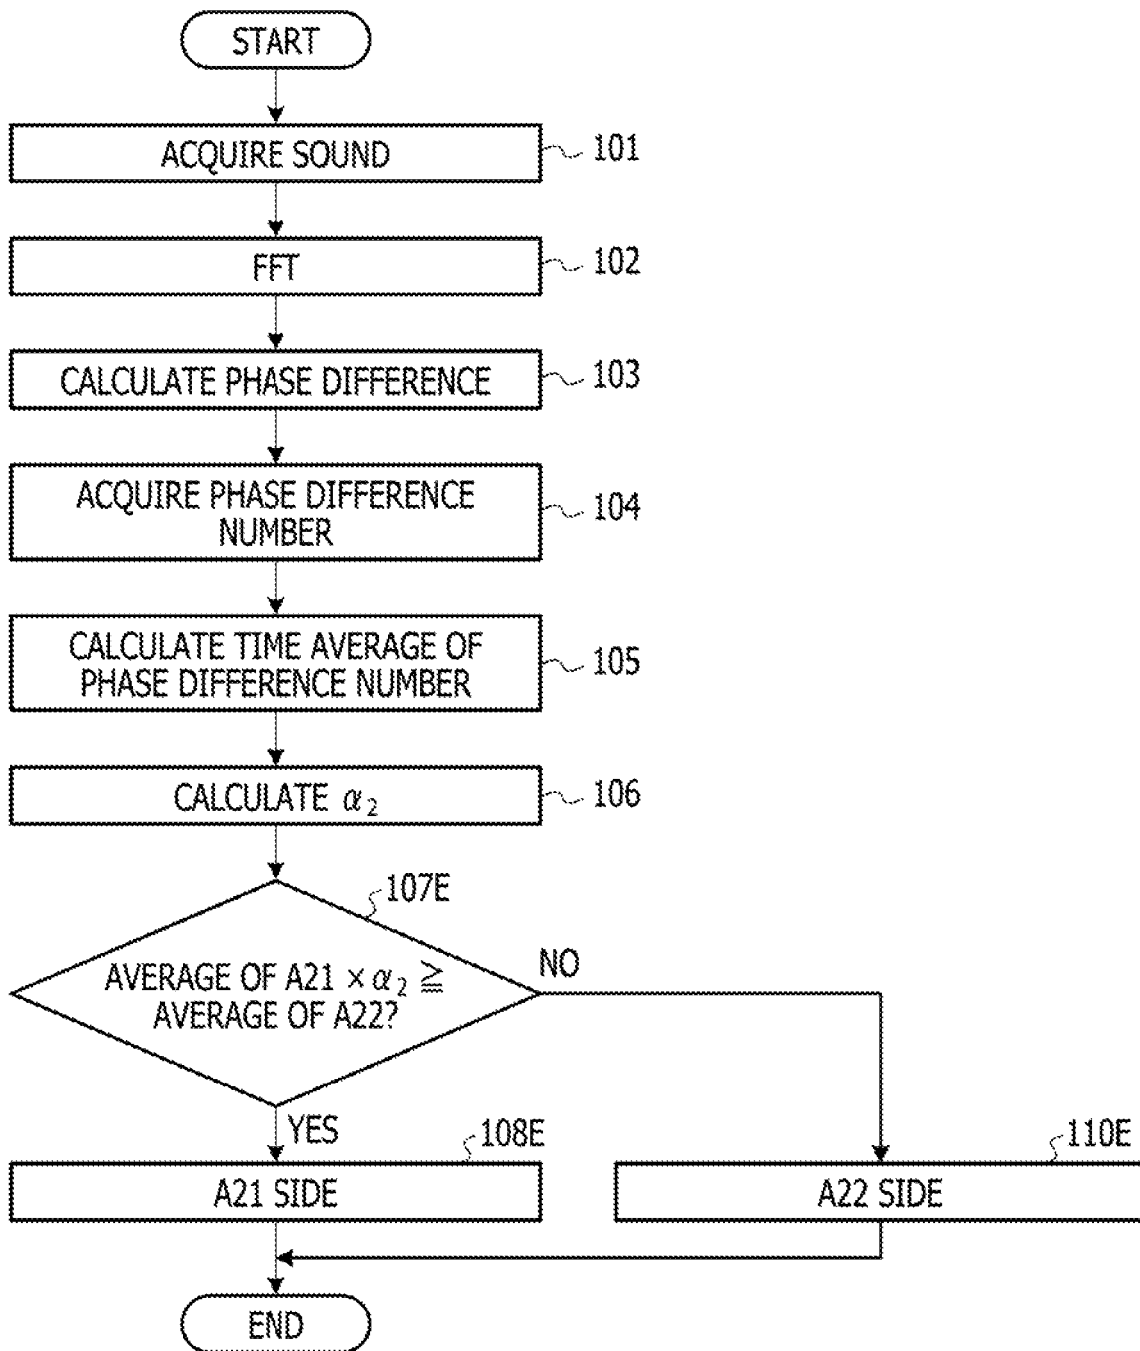 START
ACQUIRE SOUND
101
FFT
102
CALCULATE PHASE DIFFERENCE
103
ACQUIRE PHASE DIFFERENCE
NUMBER
104
CALCULATE TIME AVERAGE OF
PHASE DIFFERENCE NUMBER
105
CALCULATE α₂
106
107E
AVERAGE OF A21 × α₂ ≧
AVERAGE OF A22?
NO
YES
108E
A21 SIDE
110E
A22 SIDE
END